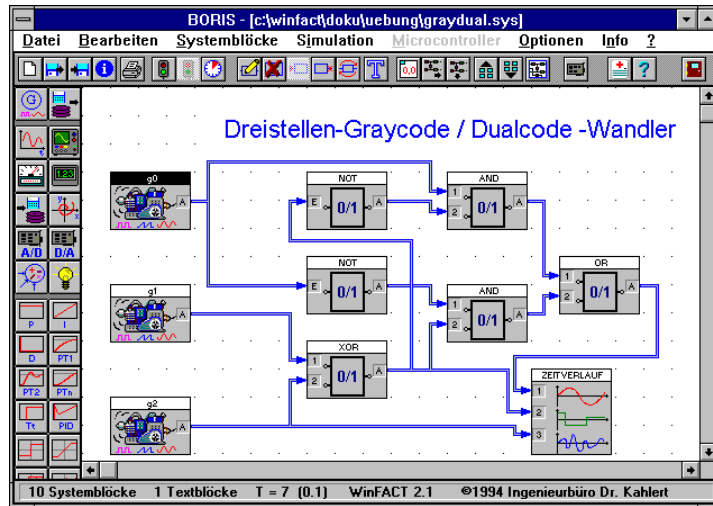 BORIS - [c:\winfact\doku\uebung\graydual.sys]
Datei Bearbeiten Systemblöcke Simulation Microcontroller Optionen Info ?
0,0 ?
Dreistellen-Graycode / Dualcode -Wandler
G
t
123
y x
A/D D/A
P I
D PT1
PT2 PTn
Tt PID
g0 NOT AND
A E 0/1 A 1 2 0/1 A
NOT OR
E 0/1 A 1 2 0/1 A
g1 AND
A 1 2 0/1 A
XOR
1 2 0/1 A
ZEITVERLAUF
1
2
3
g2
A
10 Systemblöcke 1 Textblöcke T = 7 (0.1) WinFACT 2.1 ©1994 Ingenieurbüro Dr. Kahlert